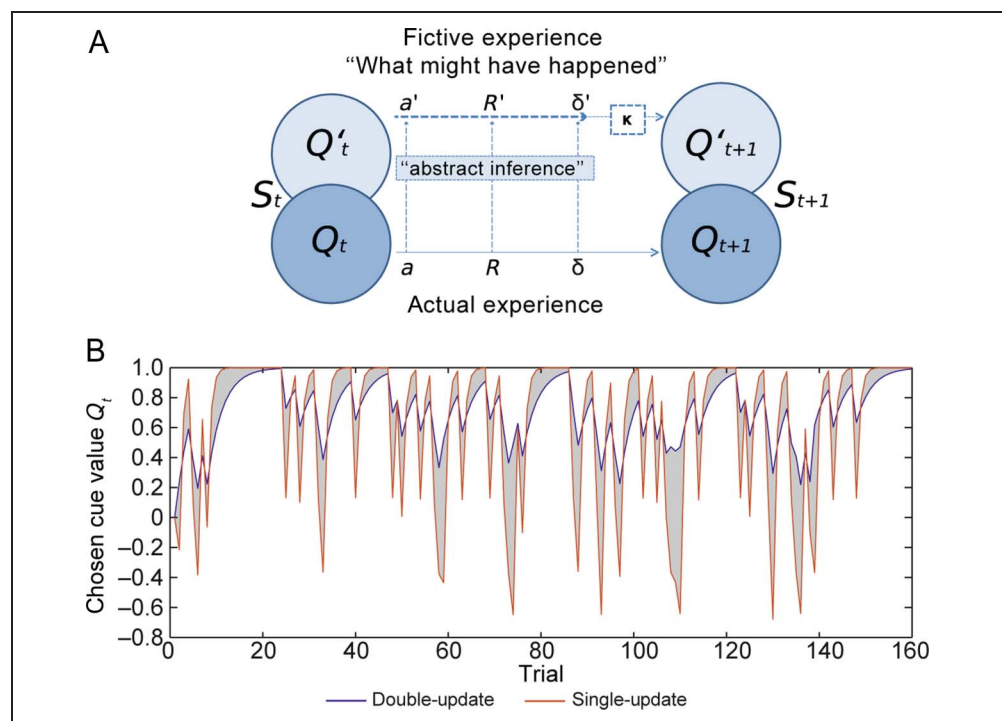 A
Fictive experience
“What might have happened”
a' R' δ'
κ
Q‘t Q‘t+1
“abstract inference”
St St+1
Qt Qt+1
a R δ
Actual experience
B
Chosen cue value Qt
1.0
0.8
0.6
0.4
0.2
0
–0.2
–0.4
–0.6
–0.8
0 20 40 60 80 100 120 140 160
Trial
Double-update Single-update